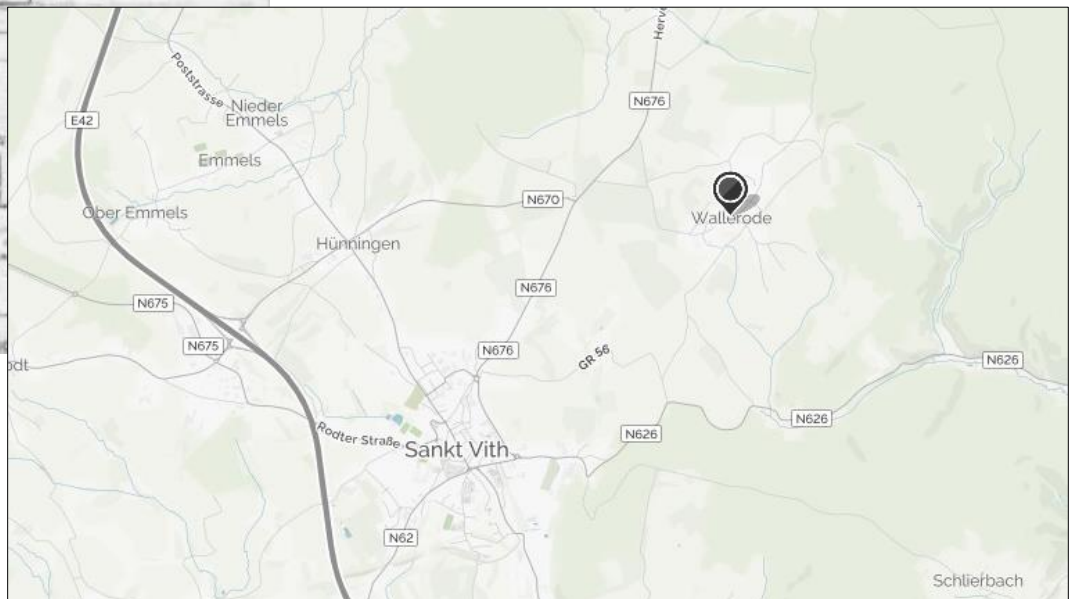 Herve
Poststrasse
Nieder
Emmels
N676
E42
Emmels
N670
Wallerode
Ober Emmels
Hünningen
N676
N675
N675
N676
GR 56
N626
odt
N626
N626
Rodter Straße
Sankt Vith
N62
Schlierbach